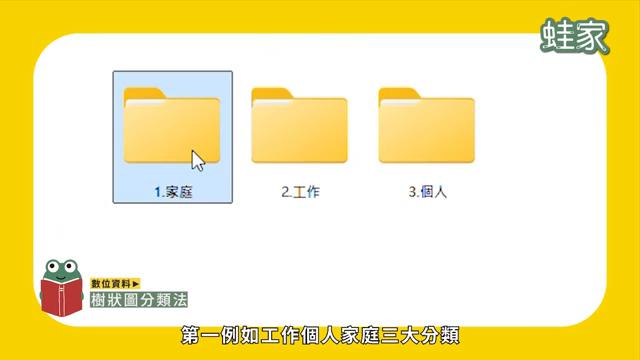 蛙家
1.家庭
2.工作
3.個人
數位資料▶
樹狀圖分類法
第一例如工作個人家庭三大分類